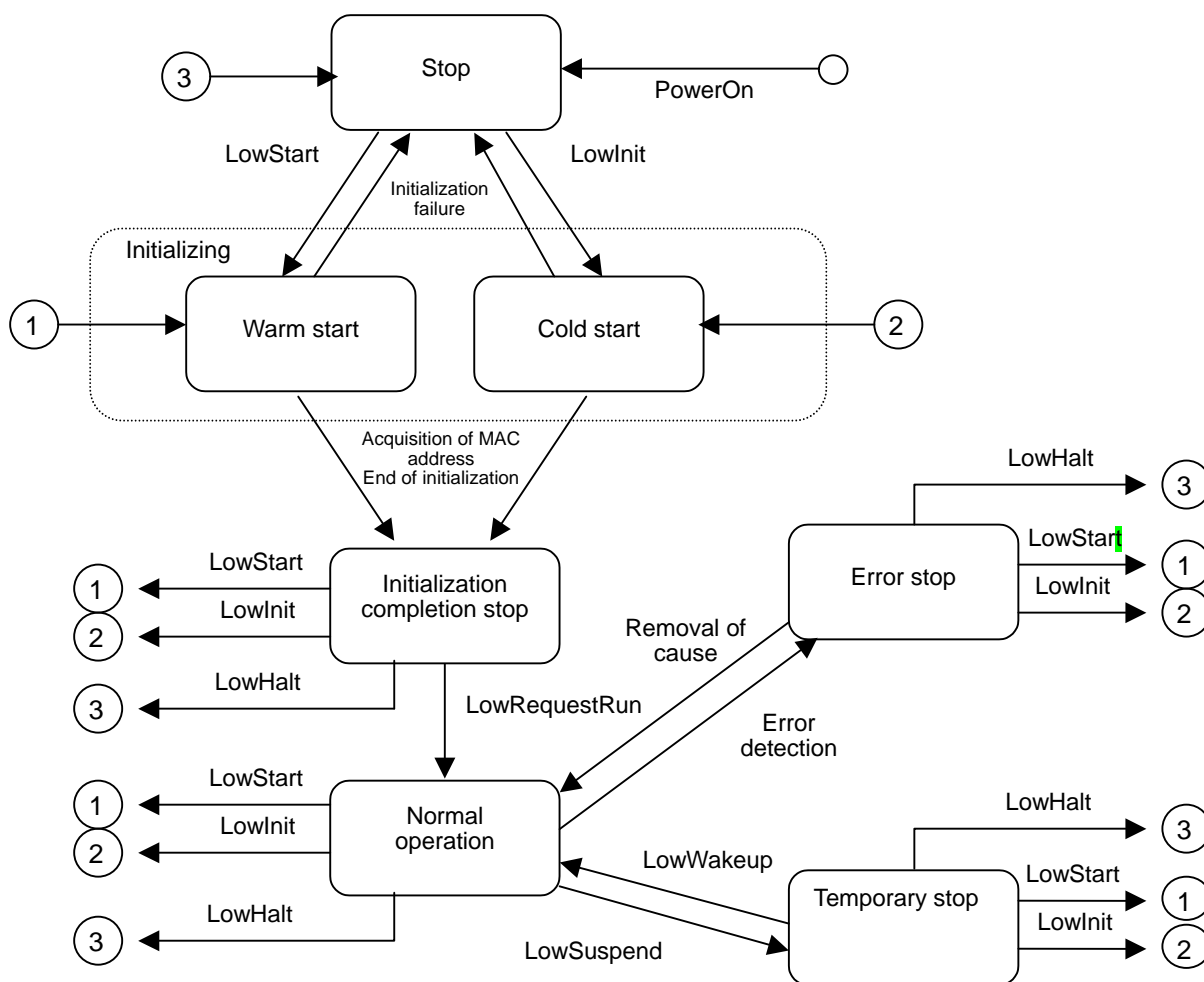 Stop
3
PowerOn
LowStart
LowInit
Initialization
failure
Initializing
1
Warm start
Cold start
2
Acquisition of MAC
address
End of initialization
LowHalt
3
LowStart
1
LowInit
2
Error stop
LowStart
1
LowInit
2
LowHalt
3
Initialization
completion stop
Removal of
cause
LowRequestRun
Error
detection
LowStart
1
LowInit
2
LowHalt
3
Normal
operation
LowHalt
3
LowWakeup
LowStart
1
LowInit
2
Temporary stop
LowSuspend